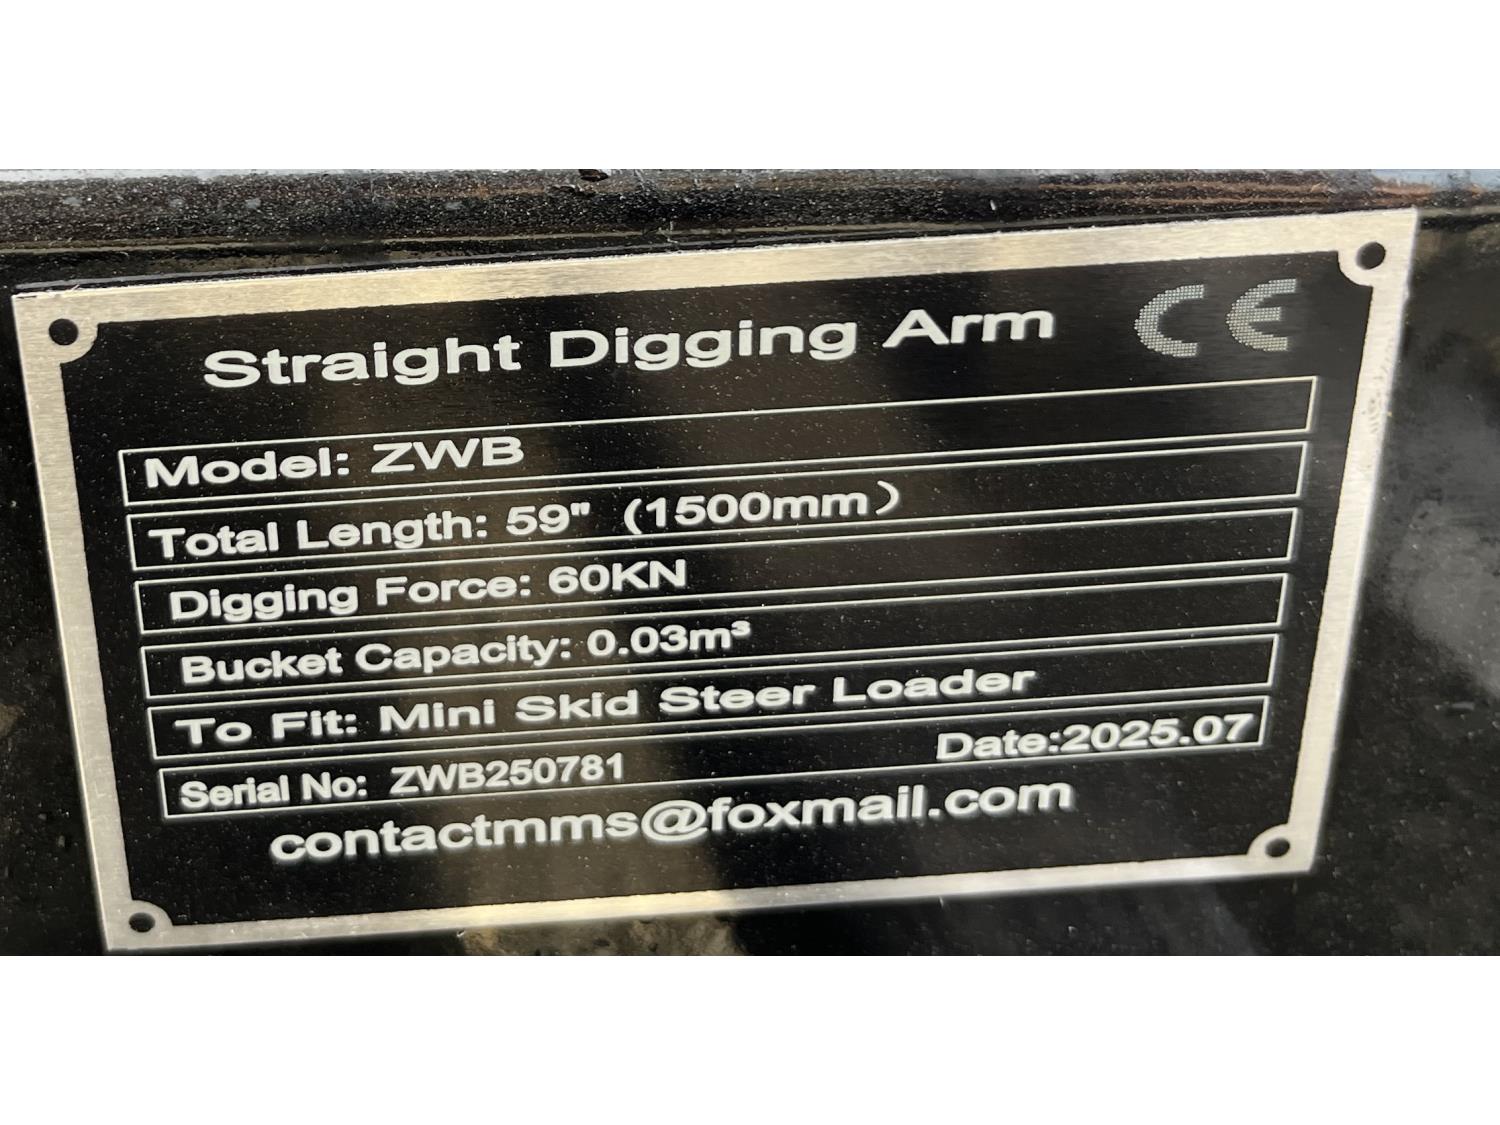 Straight Digging Arm CE
Model: ZWB
Total Length: 59" (1500mm)
Digging Force: 60KN
Bucket Capacity: 0.03m³
To Fit: Mini Skid Steer Loader
Serial No: ZWB250781 Date:2025.07
contactmms@foxmail.com